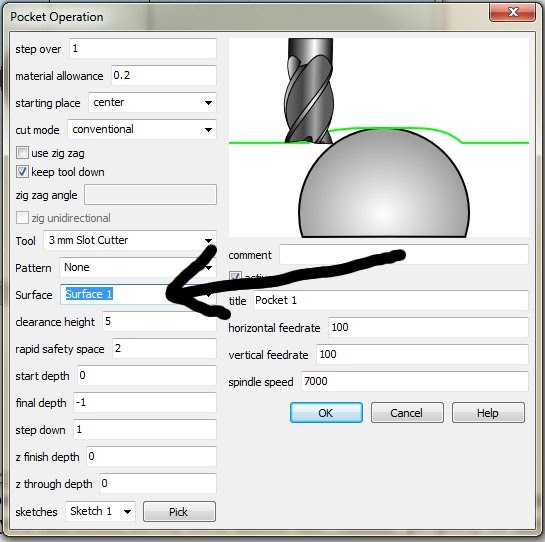 Pocket Operation
step over 1
material allowance 0.2
starting place center
cut mode conventional
use zig zag
keep tool down
zig zag angle
zig unidirectional
Tool 3 mm Slot Cutter
Pattern None
Surface Surface 1
clearance height 5
rapid safety space 2
start depth 0
final depth -1
step down 1
z finish depth 0
z through depth 0
sketches Sketch 1 Pick
comment
title Pocket 1
horizontal feedrate 100
vertical feedrate 100
spindle speed 7000
OK Cancel Help